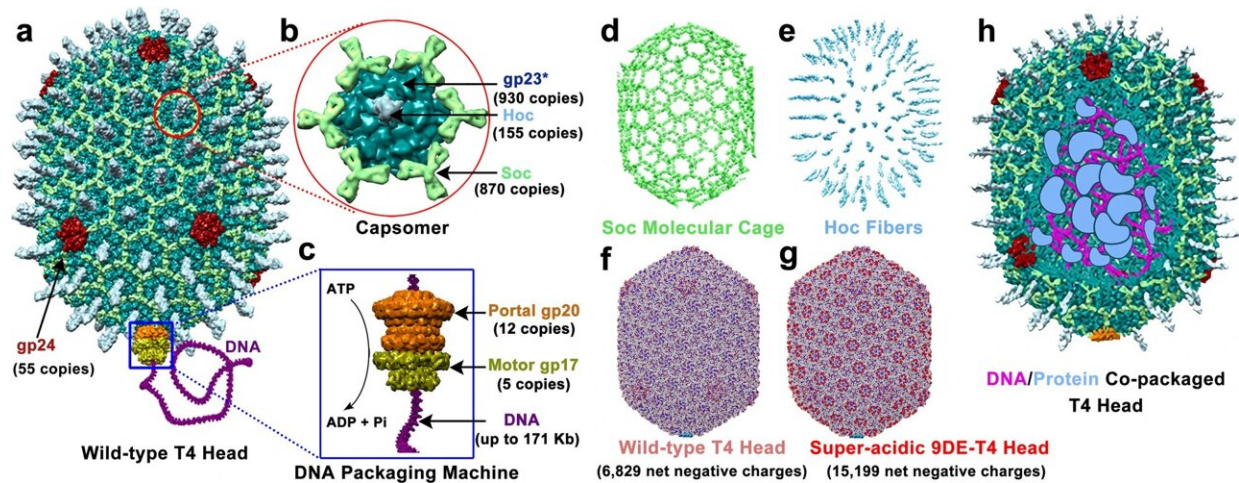 a
gp24
(55 copies)
DNA
Wild-type T4 Head
b
gp23*
(930 copies)
Hoc
(155 copies)
Soc
(870 copies)
Capsomer
c
ATP
ADP + Pi
Portal gp20
(12 copies)
Motor gp17
(5 copies)
DNA
(up to 171 Kb)
DNA Packaging Machine
d
Soc Molecular Cage
e
Hoc Fibers
f
Wild-type T4 Head
(6,829 net negative charges)
g
Super-acidic 9DE-T4 Head
(15,199 net negative charges)
h
DNA/Protein Co-packaged
T4 Head